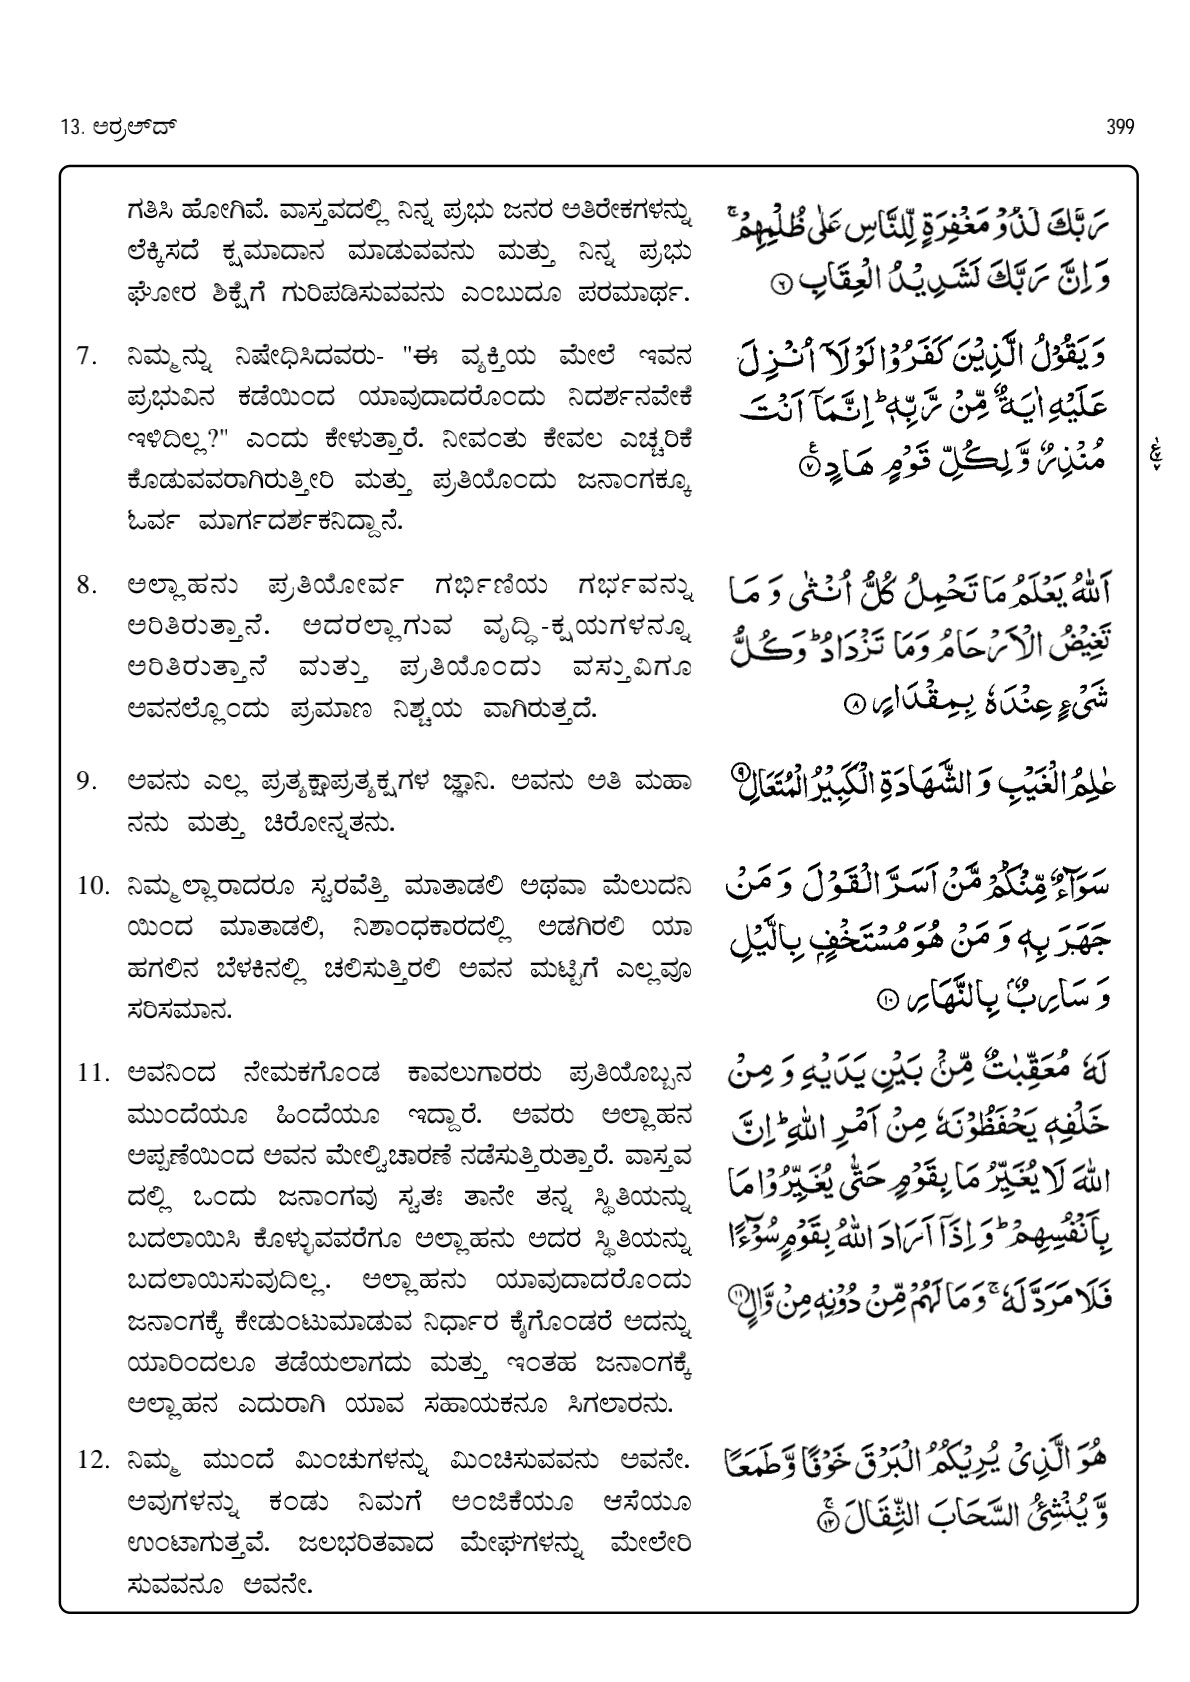 13. ಅರ್ರಅ್‌ದ್
399
ಗತಿಸಿ ಹೋಗಿವೆ. ವಾಸ್ತವದಲ್ಲಿ ನಿನ್ನ ಪ್ರಭು ಜನರ ಅತಿರೇಕಗಳನ್ನು
ಲೆಕ್ಕಿಸದೆ ಕ್ಷಮಾದಾನ ಮಾಡುವವನು ಮತ್ತು ನಿನ್ನ ಪ್ರಭು
ಘೋರ ಶಿಕ್ಷೆಗೆ ಗುರಿಪಡಿಸುವವನು ಎಂಬುದೂ ಪರಮಾರ್ಥ.
رَبَّكَ لَذُوْ مَغْفِرَةٍ لِّلنَّاسِ عَلٰى ظُلْمِهِمْ ۚ
وَ اِنَّ رَبَّكَ لَشَدِيْدُ الْعِقَابِ ۶
7. ನಿಮ್ಮನ್ನು ನಿಷೇಧಿಸಿದವರು- "ಈ ವ್ಯಕ್ತಿಯ ಮೇಲೆ ಇವನ
ಪ್ರಭುವಿನ ಕಡೆಯಿಂದ ಯಾವುದಾದರೊಂದು ನಿದರ್ಶನವೇಕೆ
ಇಳಿದಿಲ್ಲ?" ಎಂದು ಕೇಳುತ್ತಾರೆ. ನೀವಂತು ಕೇವಲ ಎಚ್ಚರಿಕೆ
ಕೊಡುವವರಾಗಿರುತ್ತೀರಿ ಮತ್ತು ಪ್ರತಿಯೊಂದು ಜನಾಂಗಕ್ಕೂ
ಓರ್ವ ಮಾರ್ಗದರ್ಶಕನಿದ್ದಾನೆ.
وَ يَقُوْلُ الَّذِيْنَ كَفَرُوْا لَوْ لَاۤ اُنْزِلَ
عَلَيْهِ اٰيَةٌ مِّنْ رَّبِّهٖ ؕ اِنَّمَاۤ اَنْتَ
مُنْذِرٌ وَّ لِكُلِّ قَوْمٍ هَادٍ ۷
8. ಅಲ್ಲಾಹನು ಪ್ರತಿಯೋರ್ವ ಗರ್ಭಿಣಿಯ ಗರ್ಭವನ್ನು
ಅರಿತಿರುತ್ತಾನೆ. ಅದರಲ್ಲಾಗುವ ವೃದ್ಧಿ-ಕ್ಷಯಗಳನ್ನೂ
ಅರಿತಿರುತ್ತಾನೆ ಮತ್ತು ಪ್ರತಿಯೊಂದು ವಸ್ತುವಿಗೂ
ಅವನಲ್ಲೊಂದು ಪ್ರಮಾಣ ನಿಶ್ಚಯ ವಾಗಿರುತ್ತದೆ.
اَللّٰهُ يَعْلَمُ مَا تَحْمِلُ كُلُّ اُنْثٰى وَ مَا
تَغِيْضُ الْاَرْحَامُ وَ مَا تَزْدَادُ ؕ وَ كُلُّ
شَىْءٍ عِنْدَهٗ بِمِقْدَارٍ ۸
9. ಅವನು ಎಲ್ಲ ಪ್ರತ್ಯಕ್ಷಾಪ್ರತ್ಯಕ್ಷಗಳ ಜ್ಞಾನಿ. ಅವನು ಅತಿ ಮಹಾ
ನನು ಮತ್ತು ಚಿರೋನ್ನತನು.
عٰلِمُ الْغَيْبِ وَ الشَّهَادَةِ الْكَبِيْرُ الْمُتَعَالِ ۹
10. ನಿಮ್ಮಲ್ಲಾರಾದರೂ ಸ್ವರವೆತ್ತಿ ಮಾತಾಡಲಿ ಅಥವಾ ಮೆಲುದನಿ
ಯಿಂದ ಮಾತಾಡಲಿ, ನಿಶಾಂಧಕಾರದಲ್ಲಿ ಅಡಗಿರಲಿ ಯಾ
ಹಗಲಿನ ಬೆಳಕಿನಲ್ಲಿ ಚಲಿಸುತ್ತಿರಲಿ ಅವನ ಮಟ್ಟಿಗೆ ಎಲ್ಲವೂ
ಸರಿಸಮಾನ.
سَوَآءٌ مِّنْكُمْ مَّنْ اَسَرَّ الْقَوْلَ وَ مَنْ
جَهَرَ بِهٖ وَ مَنْ هُوَ مُسْتَخْفٍۭ بِالَّيْلِ
وَ سَارِبٌۢ بِالنَّهَارِ ۱۰
11. ಅವನಿಂದ ನೇಮಕಗೊಂಡ ಕಾವಲುಗಾರರು ಪ್ರತಿಯೊಬ್ಬನ
ಮುಂದೆಯೂ ಹಿಂದೆಯೂ ಇದ್ದಾರೆ. ಅವರು ಅಲ್ಲಾಹನ
ಅಪ್ಪಣೆಯಿಂದ ಅವನ ಮೇಲ್ವಿಚಾರಣೆ ನಡೆಸುತ್ತಿರುತ್ತಾರೆ. ವಾಸ್ತವ
ದಲ್ಲಿ ಒಂದು ಜನಾಂಗವು ಸ್ವತಃ ತಾನೇ ತನ್ನ ಸ್ಥಿತಿಯನ್ನು
ಬದಲಾಯಿಸಿ ಕೊಳ್ಳುವವರೆಗೂ ಅಲ್ಲಾಹನು ಅದರ ಸ್ಥಿತಿಯನ್ನು
ಬದಲಾಯಿಸುವುದಿಲ್ಲ. ಅಲ್ಲಾಹನು ಯಾವುದಾದರೊಂದು
ಜನಾಂಗಕ್ಕೆ ಕೇಡುಂಟುಮಾಡುವ ನಿರ್ಧಾರ ಕೈಗೊಂಡರೆ ಅದನ್ನು
ಯಾರಿಂದಲೂ ತಡೆಯಲಾಗದು ಮತ್ತು ಇಂತಹ ಜನಾಂಗಕ್ಕೆ
ಅಲ್ಲಾಹನ ಎದುರಾಗಿ ಯಾವ ಸಹಾಯಕನೂ ಸಿಗಲಾರನು.
لَهٗ مُعَقِّبٰتٌ مِّنْۢ بَيْنِ يَدَيْهِ وَ مِنْ
خَلْفِهٖ يَحْفَظُوْنَهٗ مِنْ اَمْرِ اللّٰهِ ؕ اِنَّ
اللّٰهَ لَا يُغَيِّرُ مَا بِقَوْمٍ حَتّٰى يُغَيِّرُوْا مَا
بِاَنْفُسِهِمْ ؕ وَ اِذَاۤ اَرَادَ اللّٰهُ بِقَوْمٍ سُوْٓءًا
فَلَا مَرَدَّ لَهٗ ۚ وَ مَا لَهُمْ مِّنْ دُوْنِهٖ مِنْ وَّالٍ ۱۱
12. ನಿಮ್ಮ ಮುಂದೆ ಮಿಂಚುಗಳನ್ನು ಮಿಂಚಿಸುವವನು ಅವನೇ.
ಅವುಗಳನ್ನು ಕಂಡು ನಿಮಗೆ ಅಂಜಿಕೆಯೂ ಆಸೆಯೂ
ಉಂಟಾಗುತ್ತವೆ. ಜಲಭರಿತವಾದ ಮೇಘಗಳನ್ನು ಮೇಲೇರಿ
ಸುವವನೂ ಅವನೇ.
هُوَ الَّذِىْ يُرِيْكُمُ الْبَرْقَ خَوْفًا وَّ طَمَعًا
وَّ يُنْشِئُ السَّحَابَ الثِّقَالَ ۚ ۱۲